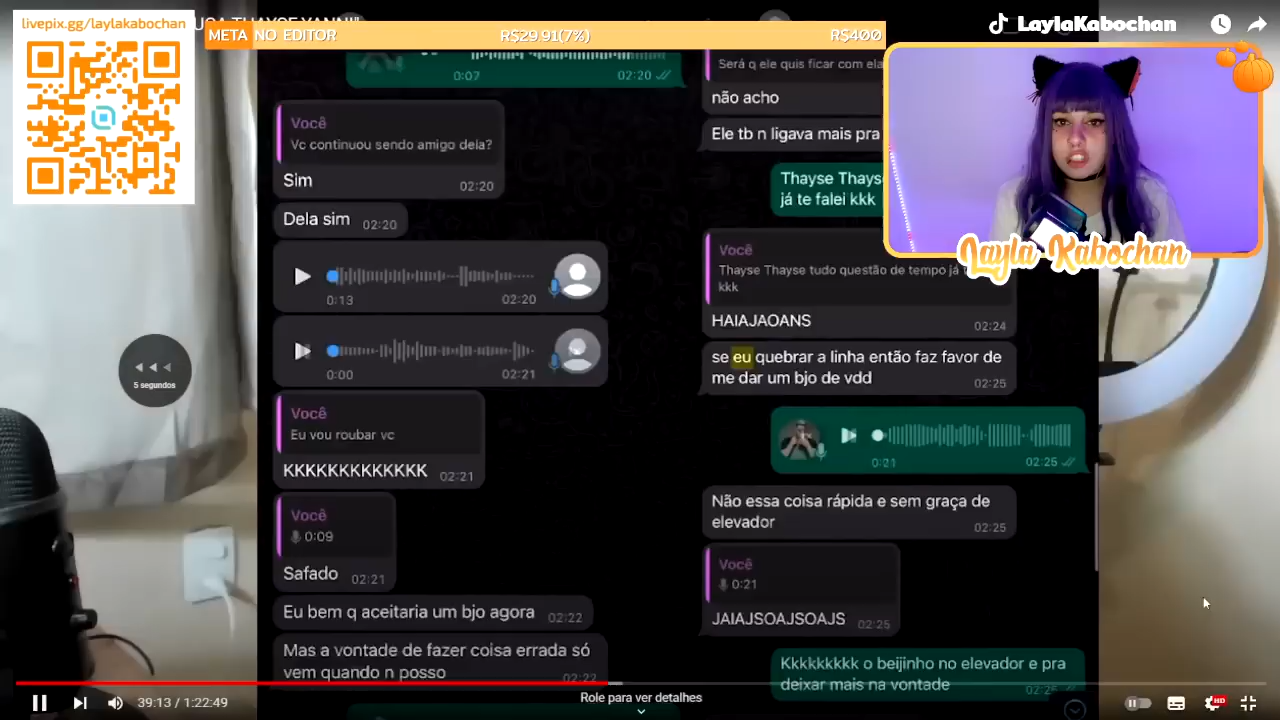 livepix.gg/laylakabochan
META NO EDITOR
R$29.91(7%)
R$400
LaylaKabochan
Layla Kabochan
5 segundos
0:07
02:20
Você
Vc continuou sendo amigo dela?
Sim
02:20
Dela sim
02:20
0:13
02:20
0:00
02:21
Você
Eu vou roubar vc
KKKKKKKKKKKKK
02:21
Você
0:09
Safado
02:21
Eu bem q aceitaria um bjo agora
02:22
Mas a vontade de fazer coisa errada só
vem quando n posso
02:22
Será q ele quis ficar com ela
não acho
Ele tb n ligava mais pra
Thayse Thays
já te falei kkk
Você
Thayse Thayse tudo questão de tempo já t
kkk
HAIAJAOANS
02:24
se eu quebrar a linha então faz favor de
me dar um bjo de vdd
02:25
0:21
02:25
Não essa coisa rápida e sem graça de
elevador
02:25
Você
0:21
JAIAJSOAJSOAJS
02:25
Kkkkkkkkk o beijinho no elevador e pra
deixar mais na vontade
02:25
39:13 / 1:22:49
Role para ver detalhes
HD